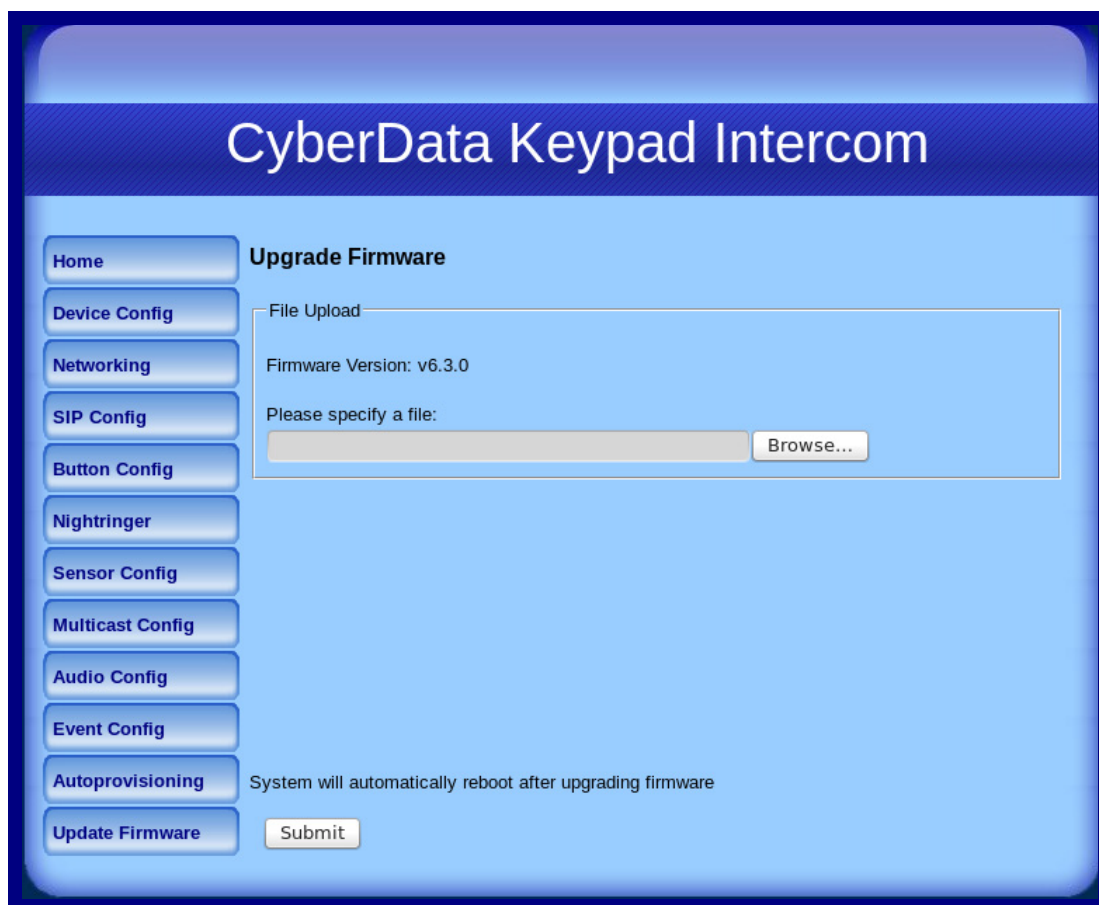 CyberData Keypad Intercom
Home
Device Config
Networking
SIP Config
Button Config
Nightringer
Sensor Config
Multicast Config
Audio Config
Event Config
Autoprovisioning
Update Firmware
Upgrade Firmware
File Upload
Firmware Version: v6.3.0
Please specify a file:
Browse...
System will automatically reboot after upgrading firmware
Submit